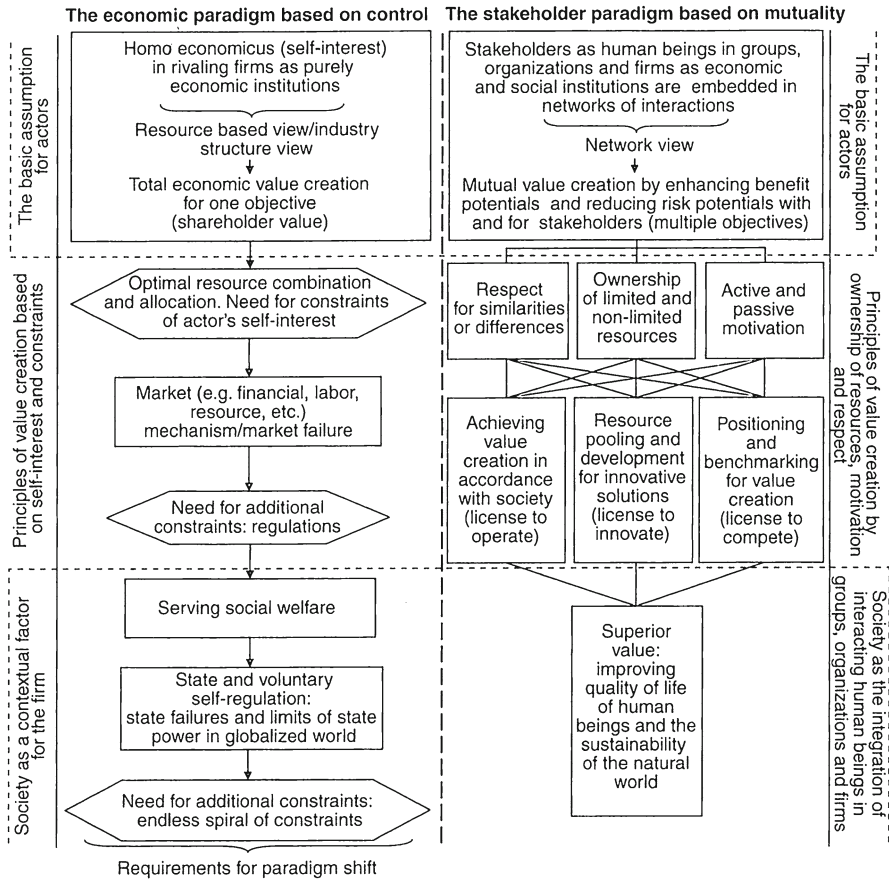 The economic paradigm based on control
Homo economicus (self-interest)
in rivaling firms as purely
economic institutions
Resource based view/industry
structure view
Total economic value creation
for one objective
(shareholder value)
The basic assumption
for actors
Optimal resource combination
and allocation. Need for constraints
of actor's self-interest
Market (e.g. financial, labor,
resource, etc.)
mechanism/market failure
Need for additional
constraints: regulations
Principles of value creation based
on self-interest and constraints
Serving social welfare
State and voluntary
self-regulation:
state failures and limits of state
power in globalized world
Need for additional constraints:
endless spiral of constraints
Society as a contextual factor
for the firm
Requirements for paradigm shift
The stakeholder paradigm based on mutuality
Stakeholders as human beings in groups,
organizations and firms as economic
and social institutions are embedded in
networks of interactions
Network view
Mutual value creation by enhancing benefit
potentials and reducing risk potentials with
and for stakeholders (multiple objectives)
The basic assumption
for actors
Respect
for similarities
or differences
Ownership
of limited and
non-limited
resources
Active and
passive
motivation
Achieving
value
creation in
accordance
with society
(license to
operate)
Resource
pooling and
development
for innovative
solutions
(license to
innovate)
Positioning
and
benchmarking
for value
creation
(license to
compete)
Principles of value creation by
ownership of resources, motivation
and respect
Superior
value:
improving
quality of life
of human
beings and the
sustainability
of the natural
world
Society as the integration of
interacting human beings in
groups, organizations and firms